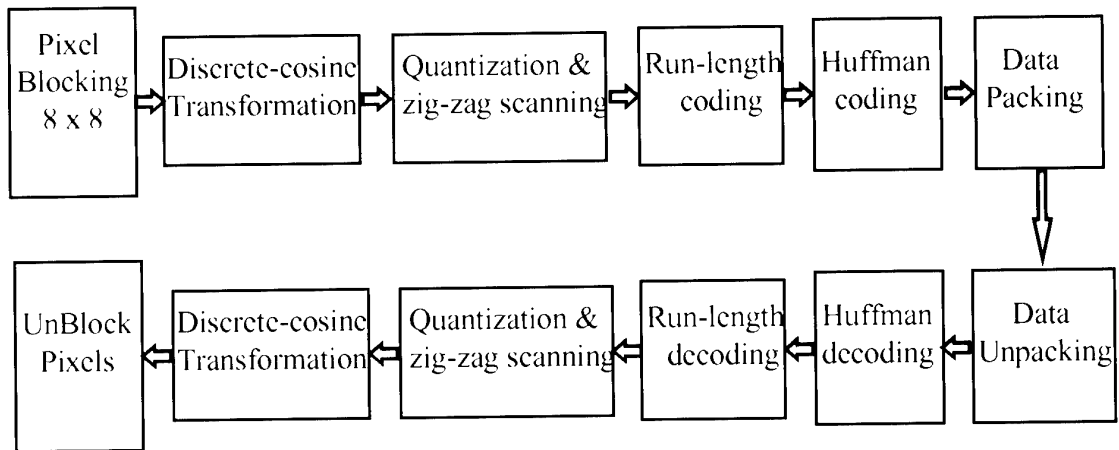 Pixel
Blocking
8 x 8
Discrete-cosine
Transformation
Quantization &
zig-zag scanning
Run-length
coding
Huffman
coding
Data
Packing
UnBlock
Pixels
Discrete-cosine
Transformation
Quantization &
zig-zag scanning
Run-length
decoding
Huffman
decoding
Data
Unpacking